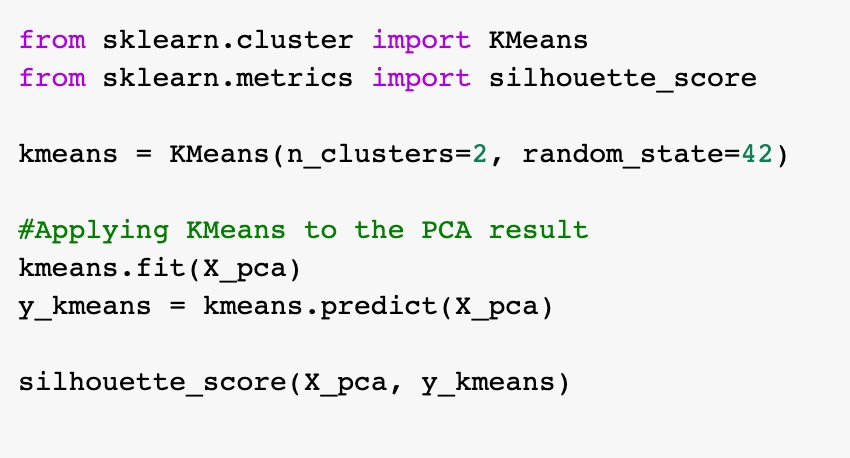 from sklearn.cluster import KMeans
from sklearn.metrics import silhouette_score
kmeans = KMeans(n_clusters=2, random_state=42)
#Applying KMeans to the PCA result
kmeans.fit(X_pca)
y_kmeans = kmeans.predict(X_pca)
silhouette_score(X_pca, y_kmeans)